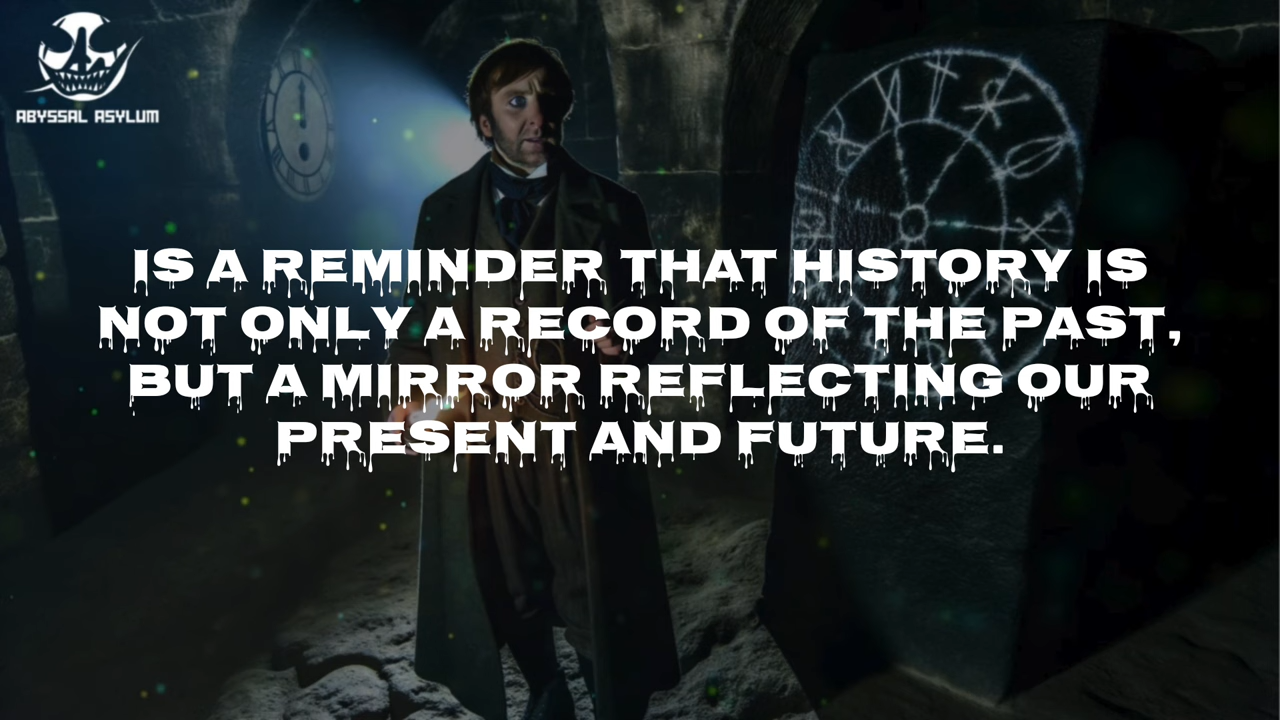 ABYSSAL ASYLUM
IS A REMINDER THAT HISTORY IS
NOT ONLY A RECORD OF THE PAST,
BUT A MIRROR REFLECTING OUR
PRESENT AND FUTURE.